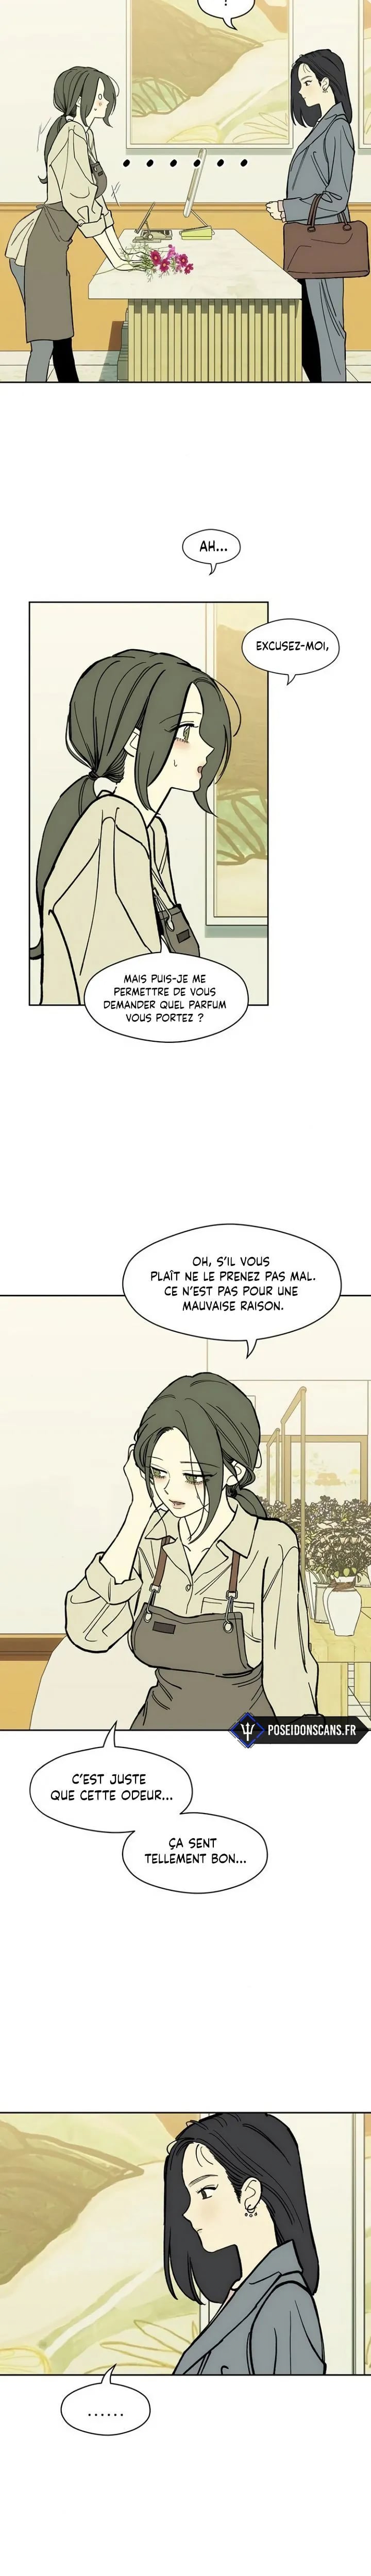 ?
......
AH...
EXCUSEZ-MOI,
MAIS PUIS-JE ME
PERMETTRE DE VOUS
DEMANDER QUEL PARFUM
VOUS PORTEZ ?
OH, S'IL VOUS
PLAÎT NE LE PRENEZ PAS MAL.
CE N'EST PAS POUR UNE
MAUVAISE RAISON.
POSEIDONSCANS.FR
C'EST JUSTE
QUE CETTE ODEUR...
ÇA SENT
TELLEMENT BON...
......